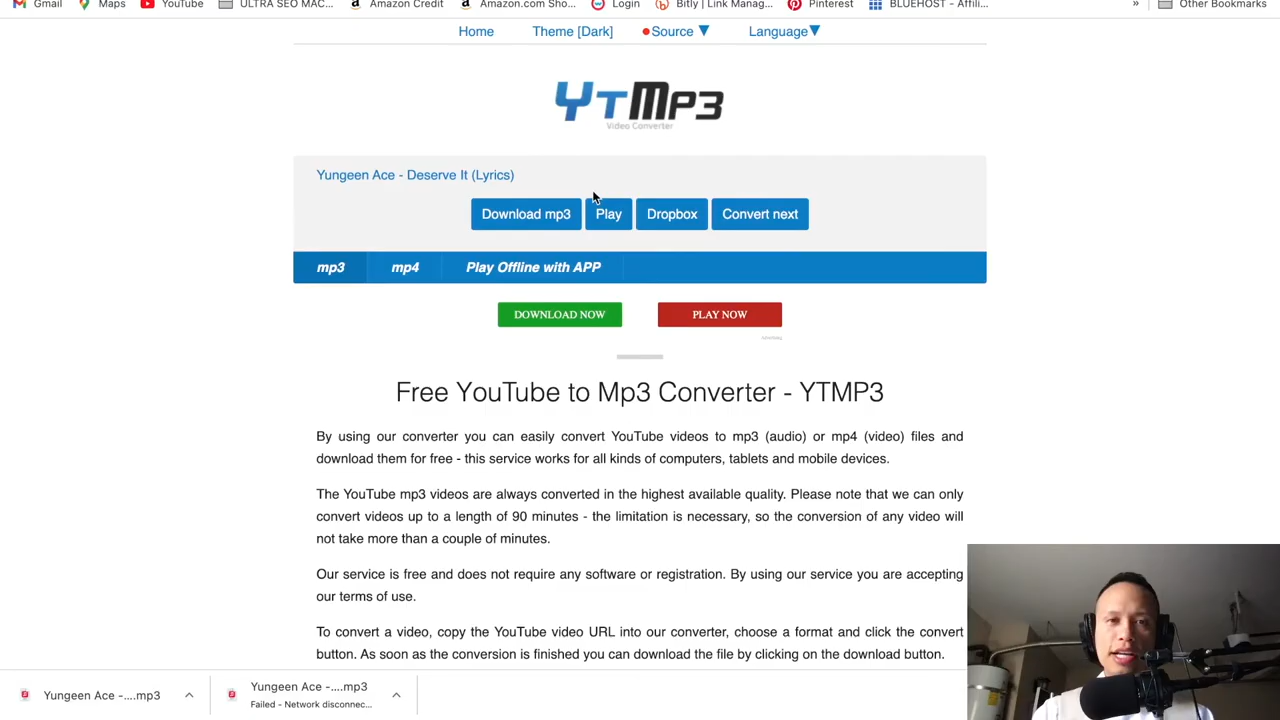 Gmail Maps YouTube ULTRA SEO MAC... Amazon Credit Amazon.com Sho... Login Bitly | Link Manag... Pinterest BLUEHOST - Affili... » Other Bookmarks
Home Theme [Dark] Source ▼ Language▼
YTMP3
Video Converter
Yungeen Ace - Deserve It (Lyrics)
Download mp3 Play Dropbox Convert next
mp3 mp4 Play Offline with APP
DOWNLOAD NOW PLAY NOW
Advertising
Free YouTube to Mp3 Converter - YTMP3
By using our converter you can easily convert YouTube videos to mp3 (audio) or mp4 (video) files and
download them for free - this service works for all kinds of computers, tablets and mobile devices.
The YouTube mp3 videos are always converted in the highest available quality. Please note that we can only
convert videos up to a length of 90 minutes - the limitation is necessary, so the conversion of any video will
not take more than a couple of minutes.
Our service is free and does not require any software or registration. By using our service you are accepting
our terms of use.
To convert a video, copy the YouTube video URL into our converter, choose a format and click the convert
button. As soon as the conversion is finished you can download the file by clicking on the download button.
Yungeen Ace -....mp3
Yungeen Ace -....mp3
Failed - Network disconnec...